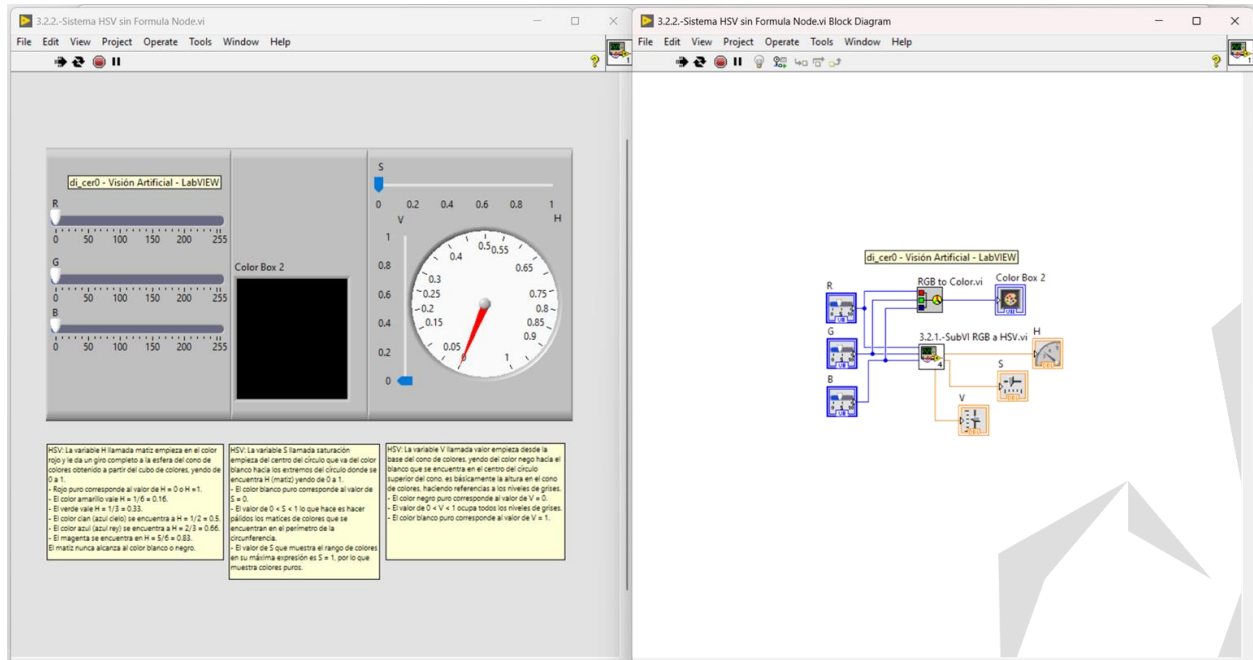 3.2.2.-Sistema HSV sin Formula Node.vi
File Edit View Project Operate Tools Window Help
1
di_cer0 - Visión Artificial - LabVIEW
R
0 50 100 150 200 255
G
0 50 100 150 200 255
B
0 50 100 150 200 255
Color Box 2
S
0 0.2 0.4 0.6 0.8 1
V
1
0.8
0.6
0.4
0.2
0
H
0
0.05
0.15
0.2
0.25
0.3
0.4
0.5
0.55
0.65
0.75
0.8
0.85
0.9
1
HSV: La variable H llamada matiz empieza en el color
rojo y le da un giro completo a la esfera del cono de
colores obtenido a partir del cubo de colores, yendo de
0 a 1.
- Rojo puro corresponde al valor de H = 0 o H =1.
- El color amarillo vale H = 1/6 = 0.16.
- El verde vale H = 1/3 = 0.33.
- El color cian (azul cielo) se encuentra a H = 1/2 = 0.5.
- El color azul (azul rey) se encuentra a H = 2/3 = 0.66.
- El magenta se encuentra en H = 5/6 = 0.83.
El matiz nunca alcanza al color blanco o negro.
HSV: La variable S llamada saturación
empieza del centro del círculo que va del color
blanco hacia los extremos del círculo donde se
encuentra H (matiz) yendo de 0 a 1.
- El color blanco puro corresponde al valor de
S = 0.
- El valor de 0 < S < 1 lo que hace es hacer
pálidos los matices de colores que se
encuentran en el perímetro de la
circunferencia.
- El valor de S que muestra el rango de colores
en su máxima expresión es S = 1, por lo que
muestra colores puros.
HSV: La variable V llamada valor empieza desde la
base del cono de colores, yendo del color nego hacia el
blanco que se encuentra en el centro del círculo
superior del cono, es básicamente la altura en el cono
de colores, haciendo referencias a los niveles de grises.
- El color negro puro corresponde al valor de V = 0.
- El valor de 0 < V < 1 ocupa todos los niveles de grises.
- El color blanco puro corresponde al valor de V = 1.
3.2.2.-Sistema HSV sin Formula Node.vi Block Diagram
File Edit View Project Operate Tools Window Help
1
di_cer0 - Visión Artificial - LabVIEW
R
RGB to Color.vi
Color Box 2
G
3.2.1.-SubVI RGB a HSV.vi
4
H
S
B
V